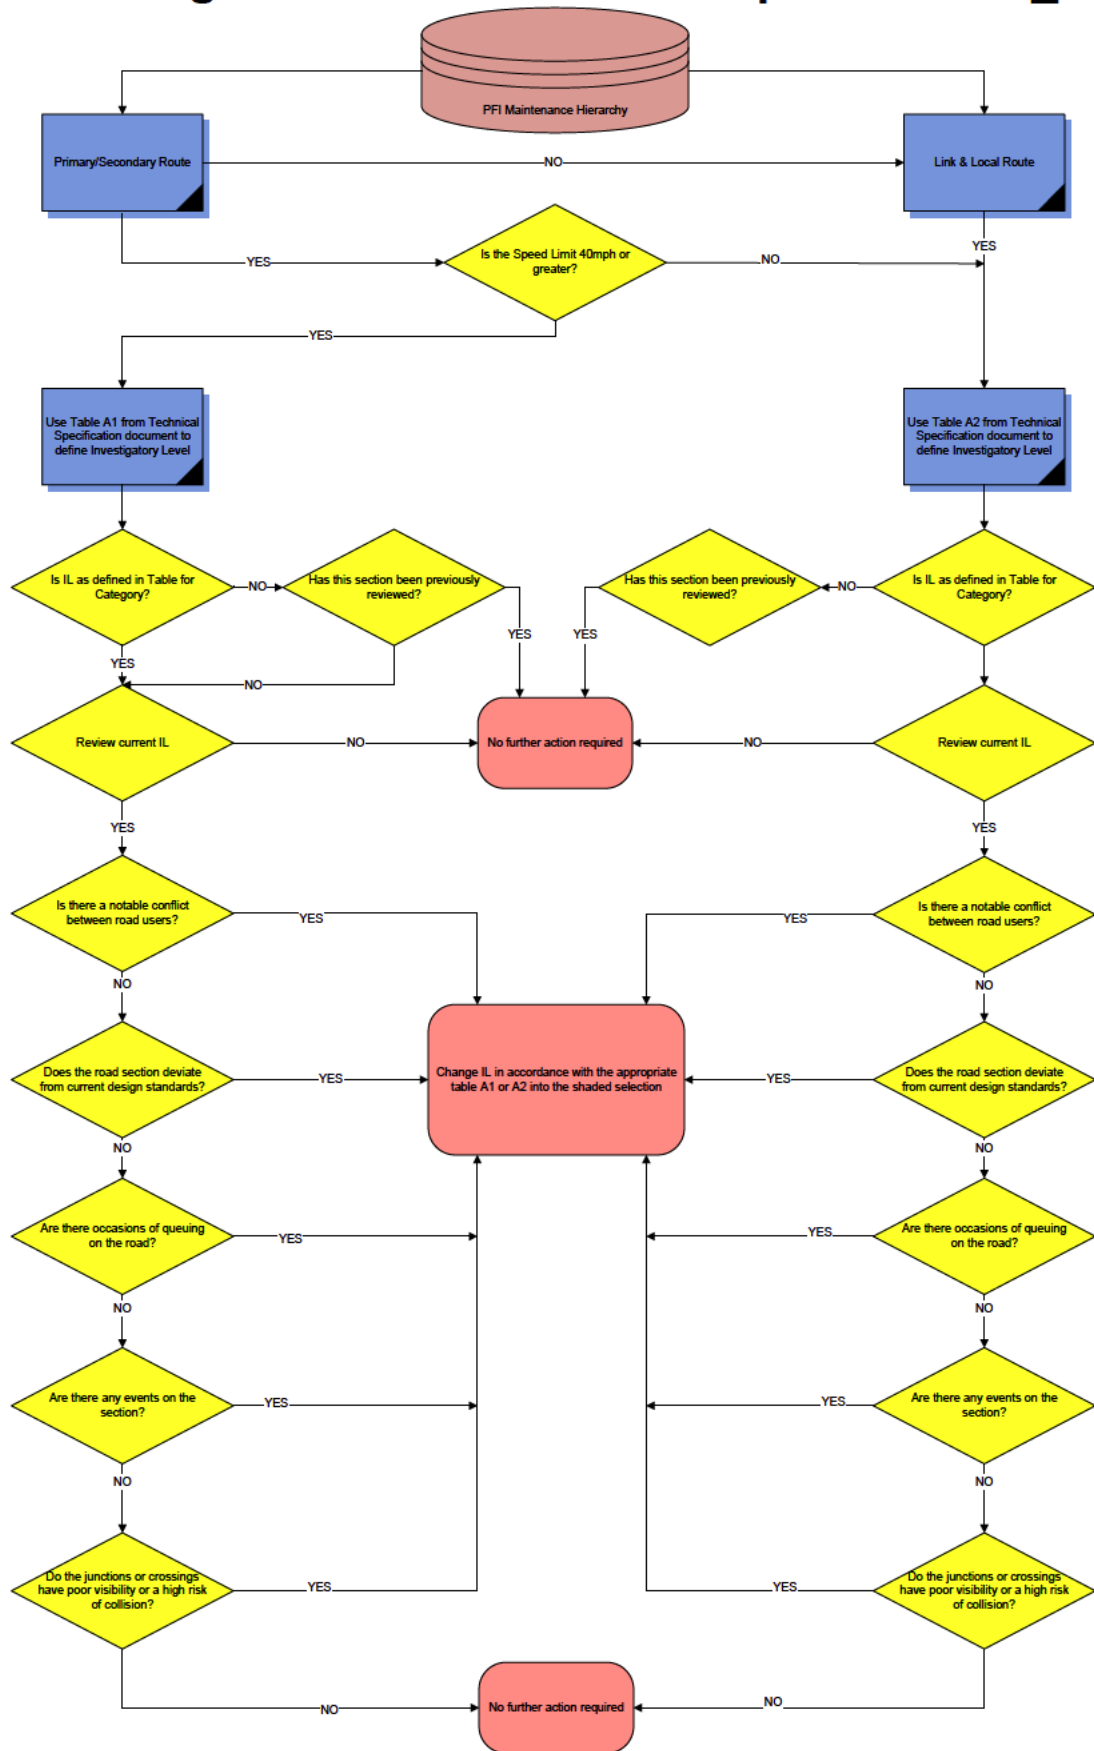 PFI Maintenance Hierarchy
Primary/Secondary Route
NO
Link & Local Route
Is the Speed Limit 40mph or
greater?
YES
NO
YES
YES
Use Table A1 from Technical
Specification document to
define Investigatory Level
Use Table A2 from Technical
Specification document to
define Investigatory Level
Is IL as defined in Table for
Category?
NO
Has this section been previously
reviewed?
Has this section been previously
reviewed?
NO
Is IL as defined in Table for
Category?
YES
YES
YES
NO
Review current IL
NO
No further action required
NO
Review current IL
YES
YES
Is there a notable conflict
between road users?
YES
YES
Is there a notable conflict
between road users?
NO
NO
Does the road section deviate
from current design standards?
YES
Change IL in accordance with the appropriate
table A1 or A2 into the shaded selection
YES
Does the road section deviate
from current design standards?
NO
NO
Are there occasions of queuing
on the road?
YES
YES
Are there occasions of queuing
on the road?
NO
NO
Are there any events on the
section?
YES
YES
Are there any events on the
section?
NO
NO
Do the junctions or crossings
have poor visibility or a high risk
of collision?
YES
YES
Do the junctions or crossings
have poor visibility or a high risk
of collision?
NO
No further action required
NO